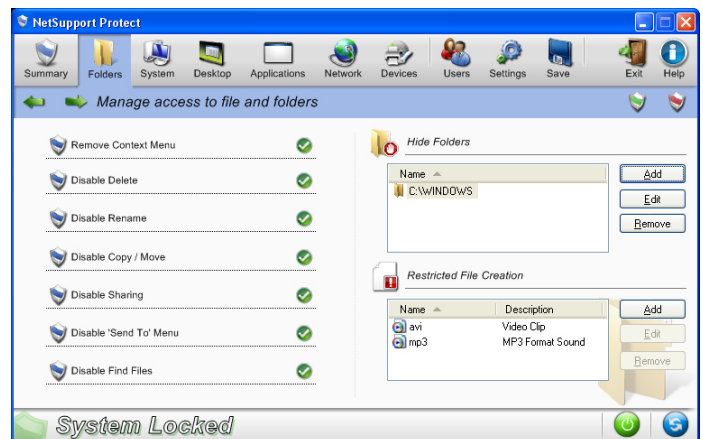 NetSupport Protect
Summary Folders System Desktop Applications Network Devices Users Settings Save Exit Help
Manage access to file and folders
Remove Context Menu
Disable Delete
Disable Rename
Disable Copy / Move
Disable Sharing
Disable 'Send To' Menu
Disable Find Files
Hide Folders
Name
C:\WINDOWS
Add
Edit
Remove
Restricted File Creation
Name Description
avi Video Clip
mp3 MP3 Format Sound
Add
Edit
Remove
System Locked